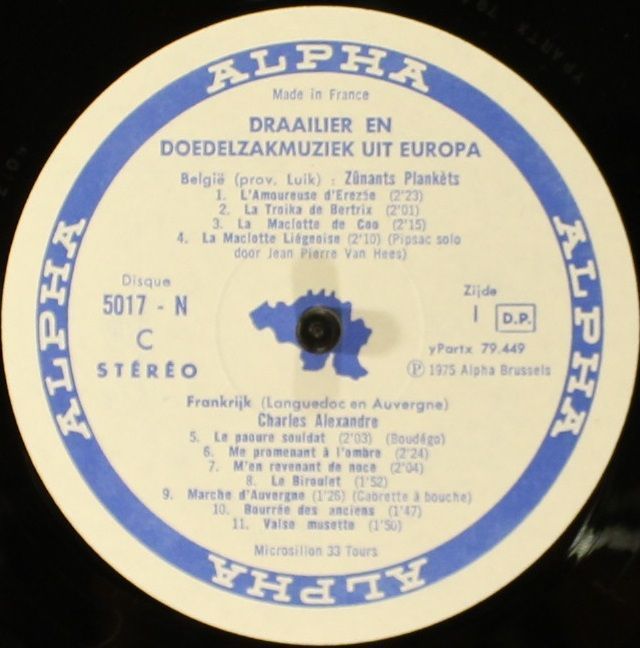 ALPHA
Made in France
DRAAILIER EN
DOEDELZAKMUZIEK UIT EUROPA
België (prov. Luik) : Zûnants Plankèts
1. L'Amoureuse d'Erezée (2'23)
2. La Troika de Bertrix (2'01)
3. La Maclotte de Coo (2'15)
4. La Maclotte Liégeoise (2'10) (Pipsac solo
door Jean Pierre Van Hees)
ALPHA
ALPHA
Disque
5017 - N
C
STÉRÉO
Zijde
I D.P.
yPartx 79.449
Ⓟ 1975 Alpha Brussels
Frankrijk (Languedoc en Auvergne)
Charles Alexandre
5. Le paoure souldat (2'03) (Boudégo)
6. Me promenant à l'ombre (2'24)
7. M'en revenant de noce (2'04)
8. Le Biroulet (1'52)
9. Marche d'Auvergne (1'26) (Cabrette à bouche)
10. Bourrée des anciens (1'47)
11. Valse musette (1'50)
Microsillon 33 Tours
ALPHA